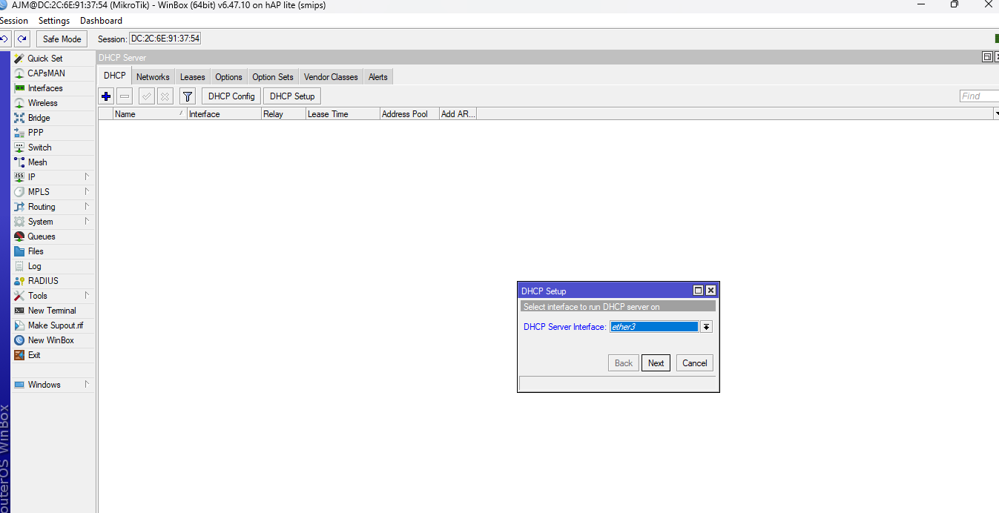 AJM@DC:2C:6E:91:37:54 (MikroTik) - WinBox (64bit) v6.47.10 on hAP lite (smips)
Session Settings Dashboard
Safe Mode Session: DC:2C:6E:91:37:54
Quick Set
CAPsMAN
Interfaces
Wireless
Bridge
PPP
Switch
Mesh
255
IP
MPLS
Routing
System
Queues
Files
Log
RADIUS
Tools
New Terminal
Make Supout.rif
New WinBox
Exit
Windows
outerOS WinBox
DHCP Server
DHCP Networks Leases Options Option Sets Vendor Classes Alerts
DHCP Config DHCP Setup Find
Name Interface Relay Lease Time Address Pool Add AR...
DHCP Setup
Select interface to run DHCP server on
DHCP Server Interface: ether3
Back Next Cancel